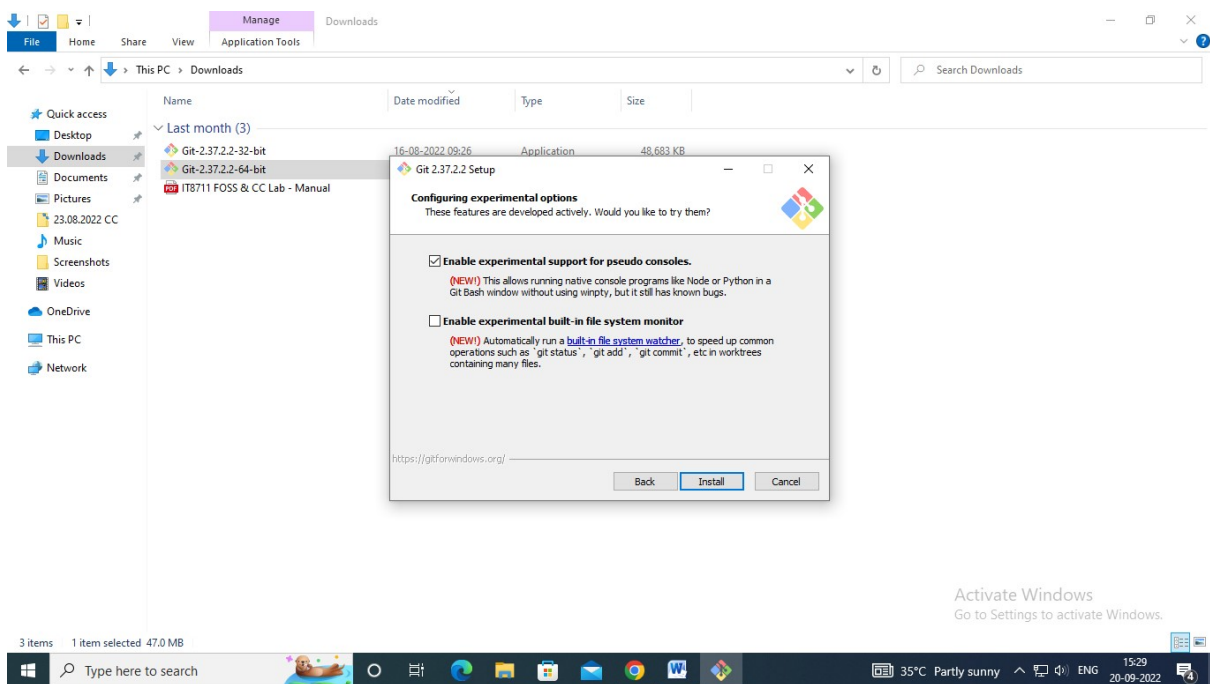 Manage
Downloads
File
Home
Share
View
Application Tools
This PC
Downloads
Search Downloads
Name
Date modified
Type
Size
Quick access
Desktop
Downloads
Documents
Pictures
23.08.2022 CC
Music
Screenshots
Videos
OneDrive
This PC
Network
Last month (3)
Git-2.37.2.2-32-bit
16-08-2022 09:26
Application
48,683 KB
Git-2.37.2.2-64-bit
PDF
IT8711 FOSS & CC Lab - Manual
Git 2.37.2.2 Setup
Configuring experimental options
These features are developed actively. Would you like to try them?
Enable experimental support for pseudo consoles.
(NEW!) This allows running native console programs like Node or Python in a
Git Bash window without using winpty, but it still has known bugs.
Enable experimental built-in file system monitor
(NEW!) Automatically run a built-in file system watcher, to speed up common
operations such as `git status`, `git add`, `git commit`, etc in worktrees
containing many files.
https://gitforwindows.org/
Back
Install
Cancel
Activate Windows
Go to Settings to activate Windows.
3 items
1 item selected 47.0 MB
Type here to search
W
35°C Partly sunny
ENG
15:29
20-09-2022
4